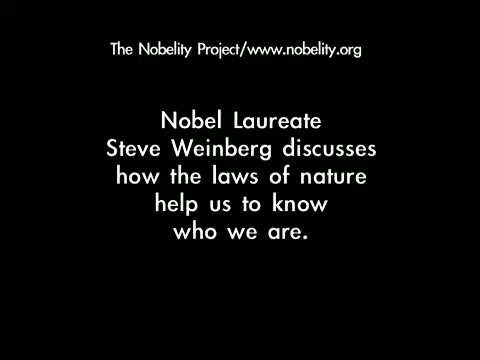 The Nobelity Project/www.nobelity.org
Nobel Laureate
Steve Weinberg discusses
how the laws of nature
help us to know
who we are.